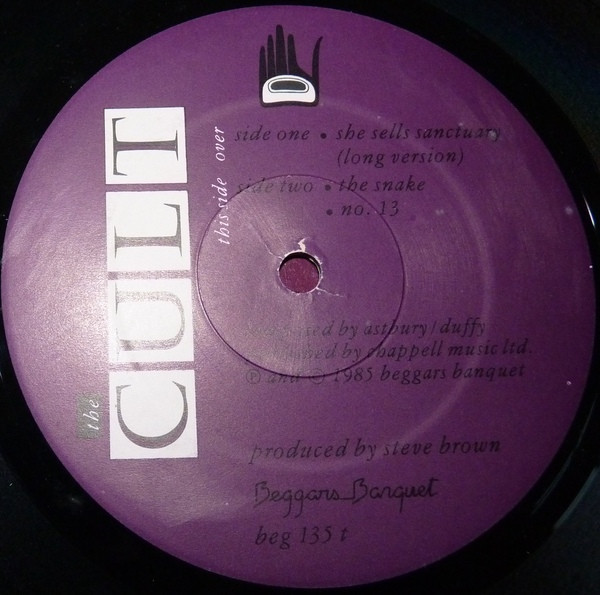 the
CULT
this side over
side one • she sells sanctuary
(long version)
side two • the snake
• no. 13
by astbury / duffy
by chappell music ltd.
℗ and © 1985 beggars banquet
produced by steve brown
Beggars Banquet
beg 135 t